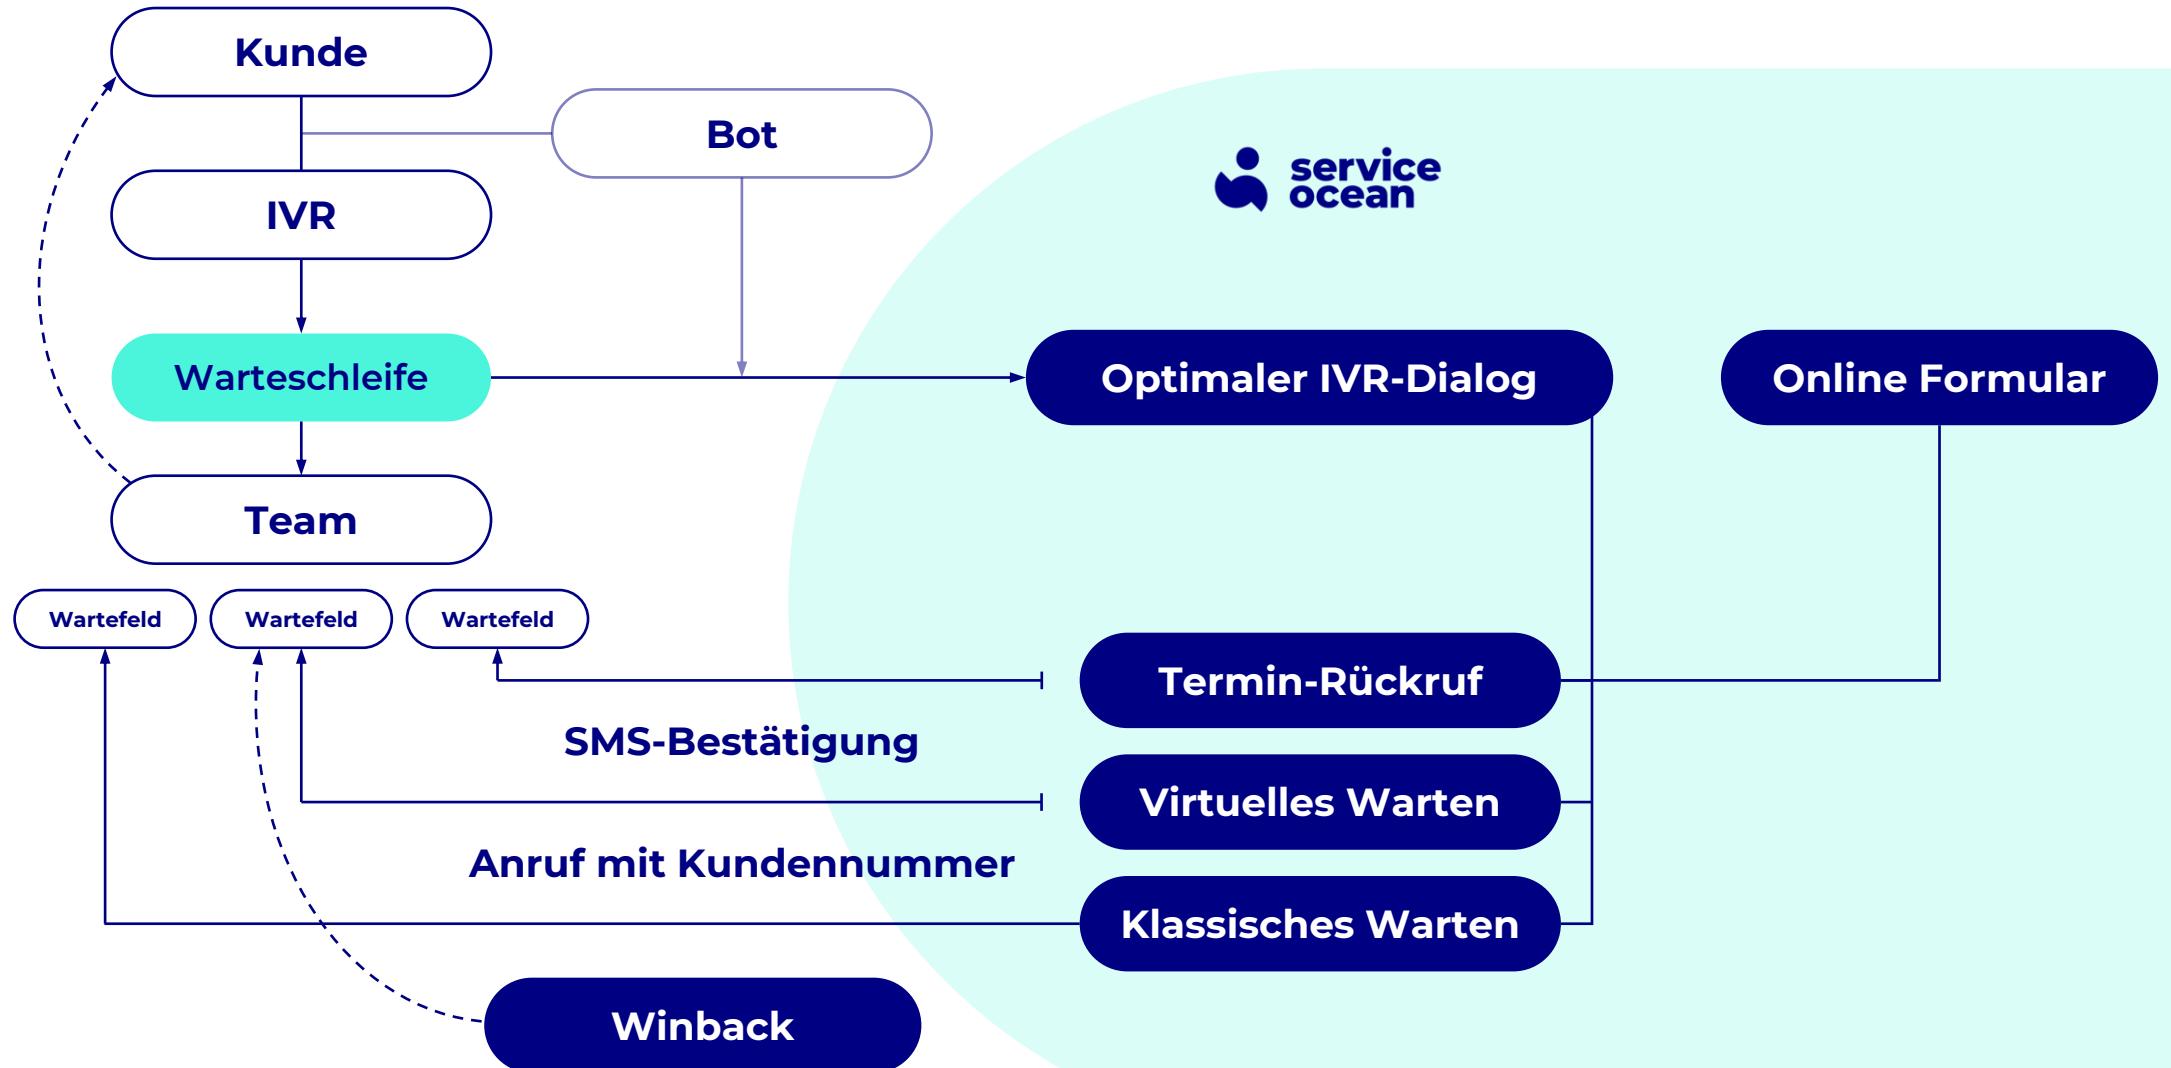 Kunde
Bot
service
ocean
IVR
Warteschleife
Optimaler IVR-Dialog
Online Formular
Team
Wartefeld
Wartefeld
Wartefeld
Termin-Rückruf
SMS-Bestätigung
Virtuelles Warten
Anruf mit Kundennummer
Klassisches Warten
Winback